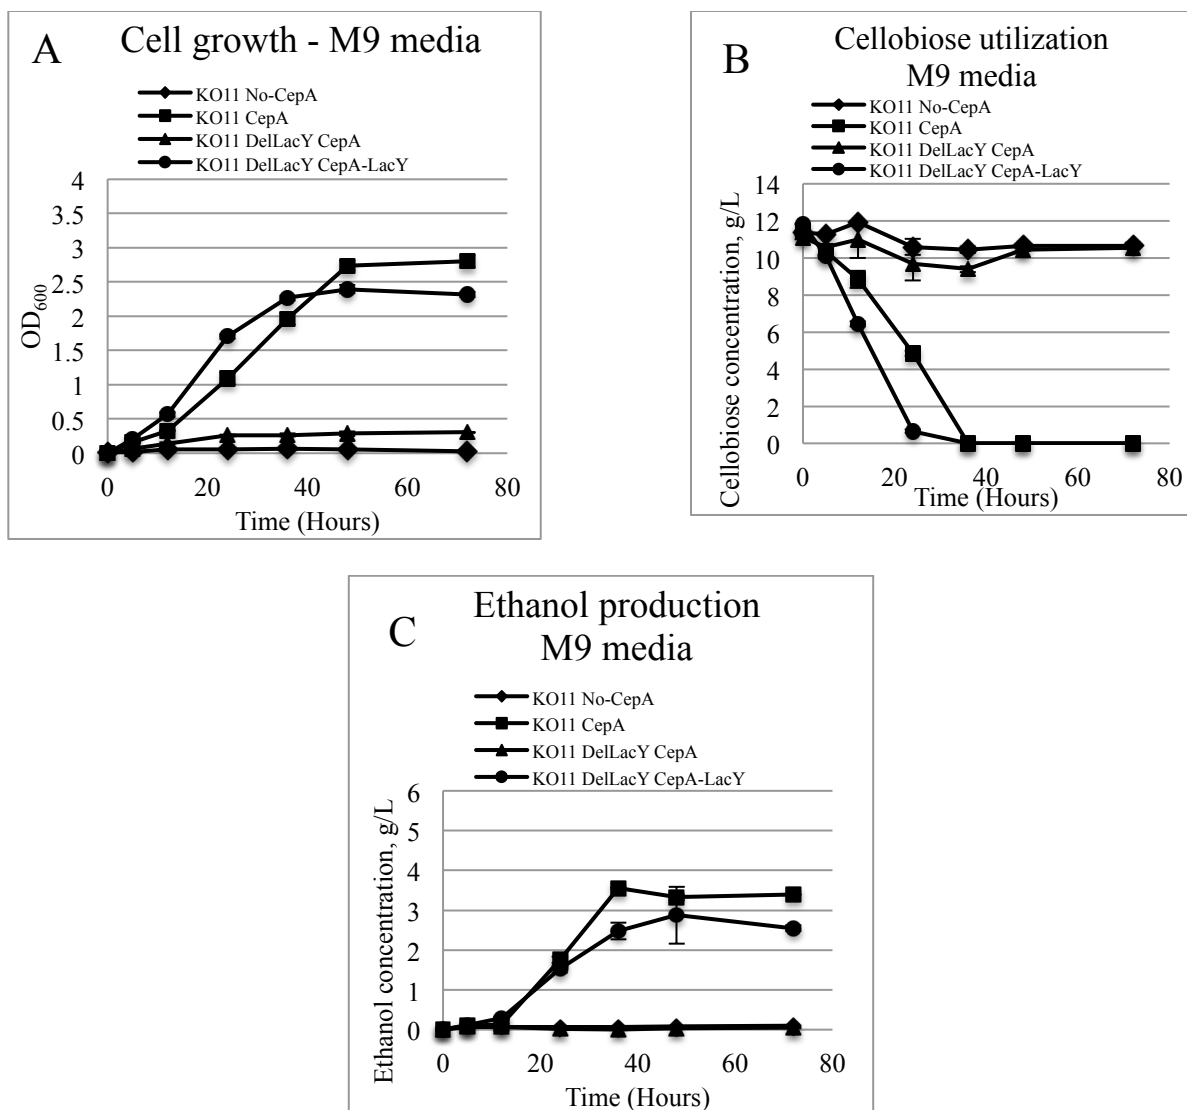 A
Cell growth - M9 media
KO11 No-CepA
KO11 CepA
KO11 DelLacY CepA
KO11 DelLacY CepA-LacY
4
3.5
3
2.5
2
1.5
1
0.5
0
OD600
0 20 40 60 80
Time (Hours)
B
Cellobiose utilization
M9 media
KO11 No-CepA
KO11 CepA
KO11 DelLacY CepA
KO11 DelLacY CepA-LacY
14
12
10
8
6
4
2
0
Cellobiose concentration, g/L
0 20 40 60 80
Time (Hours)
C
Ethanol production
M9 media
KO11 No-CepA
KO11 CepA
KO11 DelLacY CepA
KO11 DelLacY CepA-LacY
6
5
4
3
2
1
0
Ethanol concentration, g/L
0 20 40 60 80
Time (Hours)